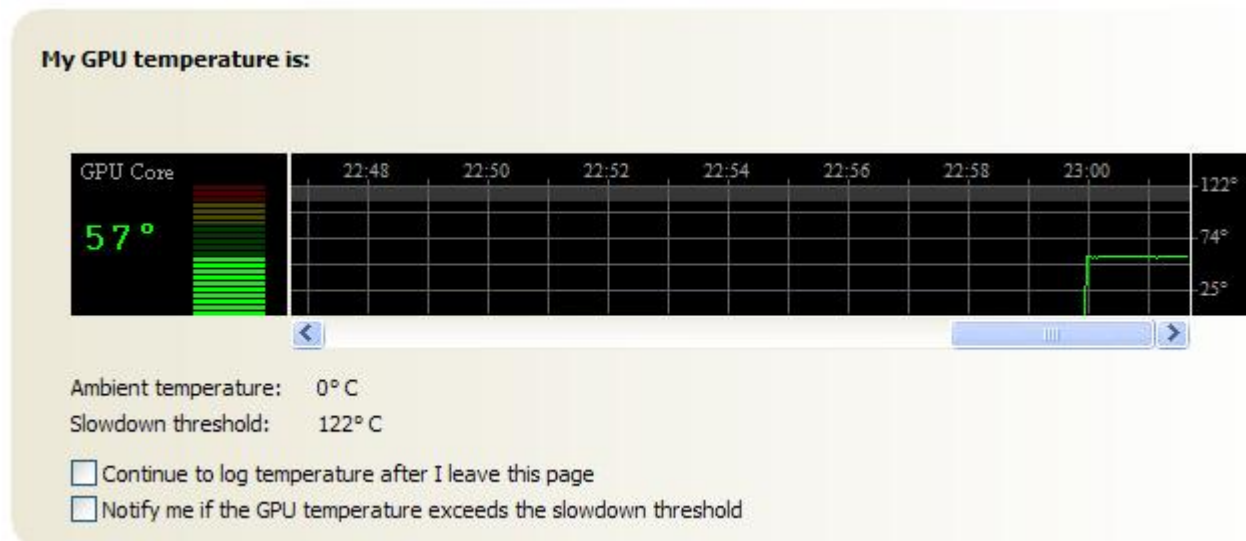 My GPU temperature is:
GPU Core
22:48 22:50 22:52 22:54 22:56 22:58 23:00
122°
57°
74°
25°
Ambient temperature: 0° C
Slowdown threshold: 122° C
Continue to log temperature after I leave this page
Notify me if the GPU temperature exceeds the slowdown threshold